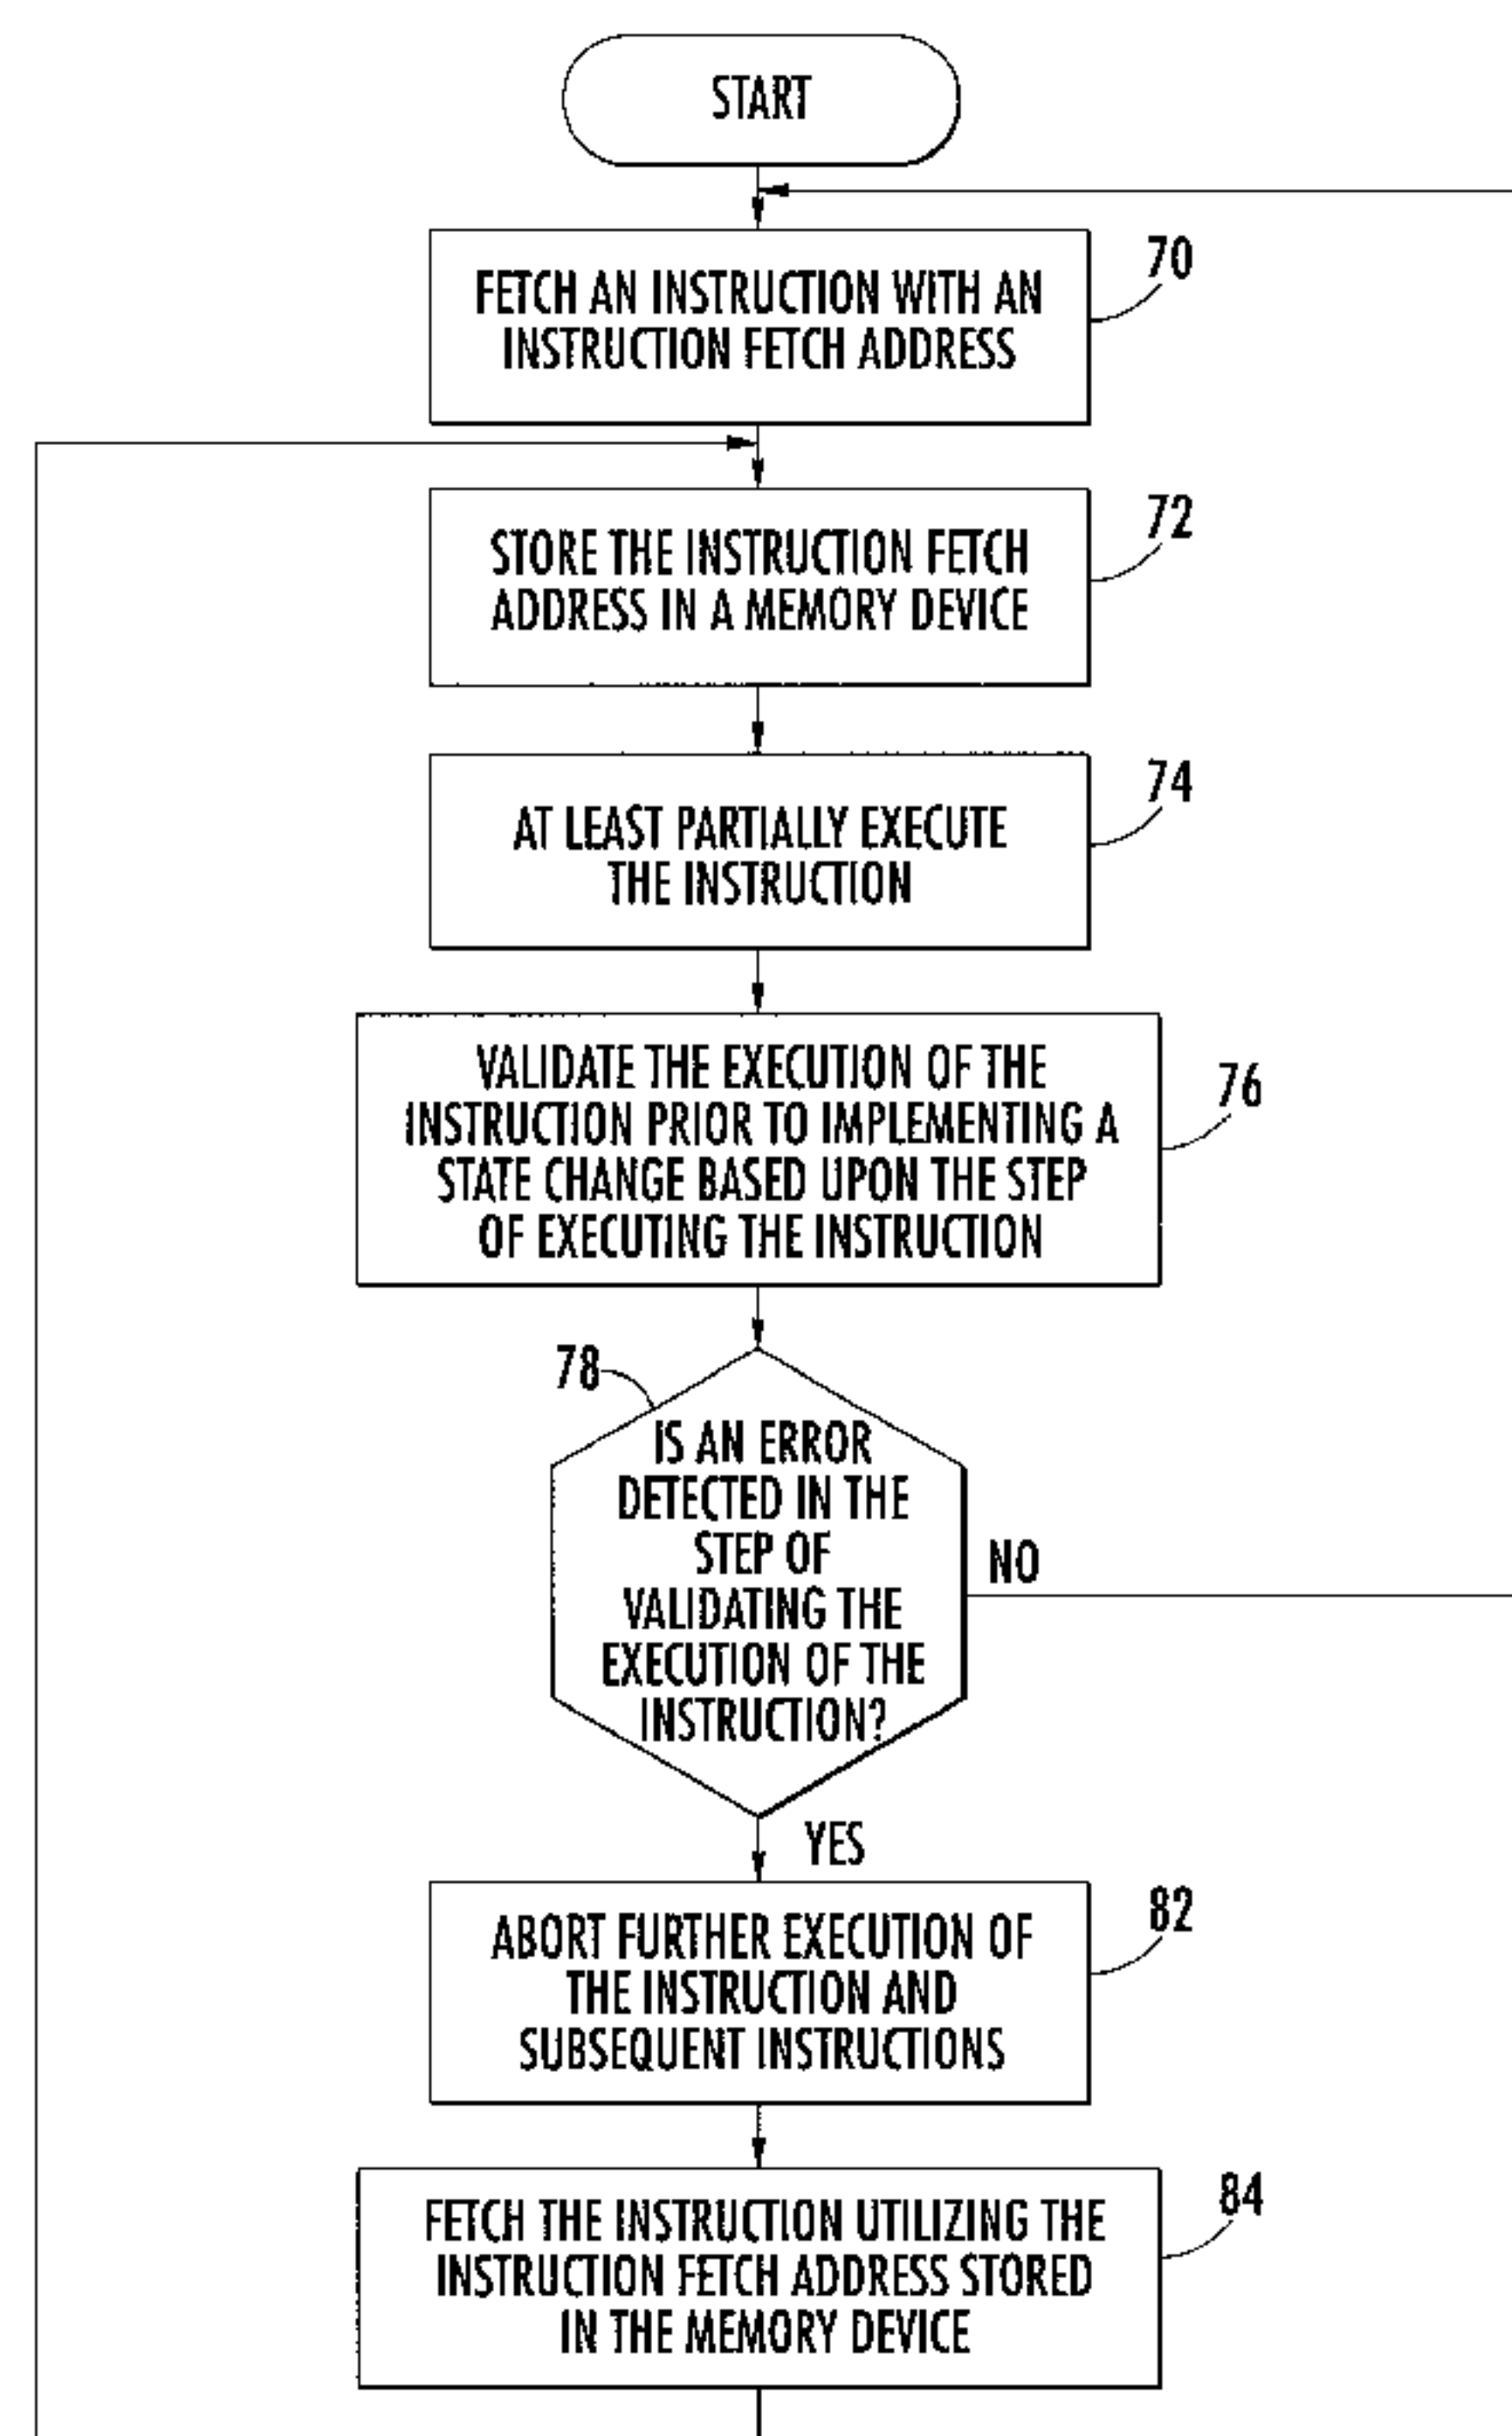 START
70
FETCH AN INSTRUCTION WITH AN
INSTRUCTION FETCH ADDRESS
72
STORE THE INSTRUCTION FETCH
ADDRESS IN A MEMORY DEVICE
74
AT LEAST PARTIALLY EXECUTE
THE INSTRUCTION
76
VALIDATE THE EXECUTION OF THE
INSTRUCTION PRIOR TO IMPLEMENTING A
STATE CHANGE BASED UPON THE STEP
OF EXECUTING THE INSTRUCTION
78
IS AN ERROR
DETECTED IN THE
STEP OF
VALIDATING THE
EXECUTION OF THE
INSTRUCTION?
NO
YES
82
ABORT FURTHER EXECUTION OF
THE INSTRUCTION AND
SUBSEQUENT INSTRUCTIONS
84
FETCH THE INSTRUCTION UTILIZING THE
INSTRUCTION FETCH ADDRESS STORED
IN THE MEMORY DEVICE